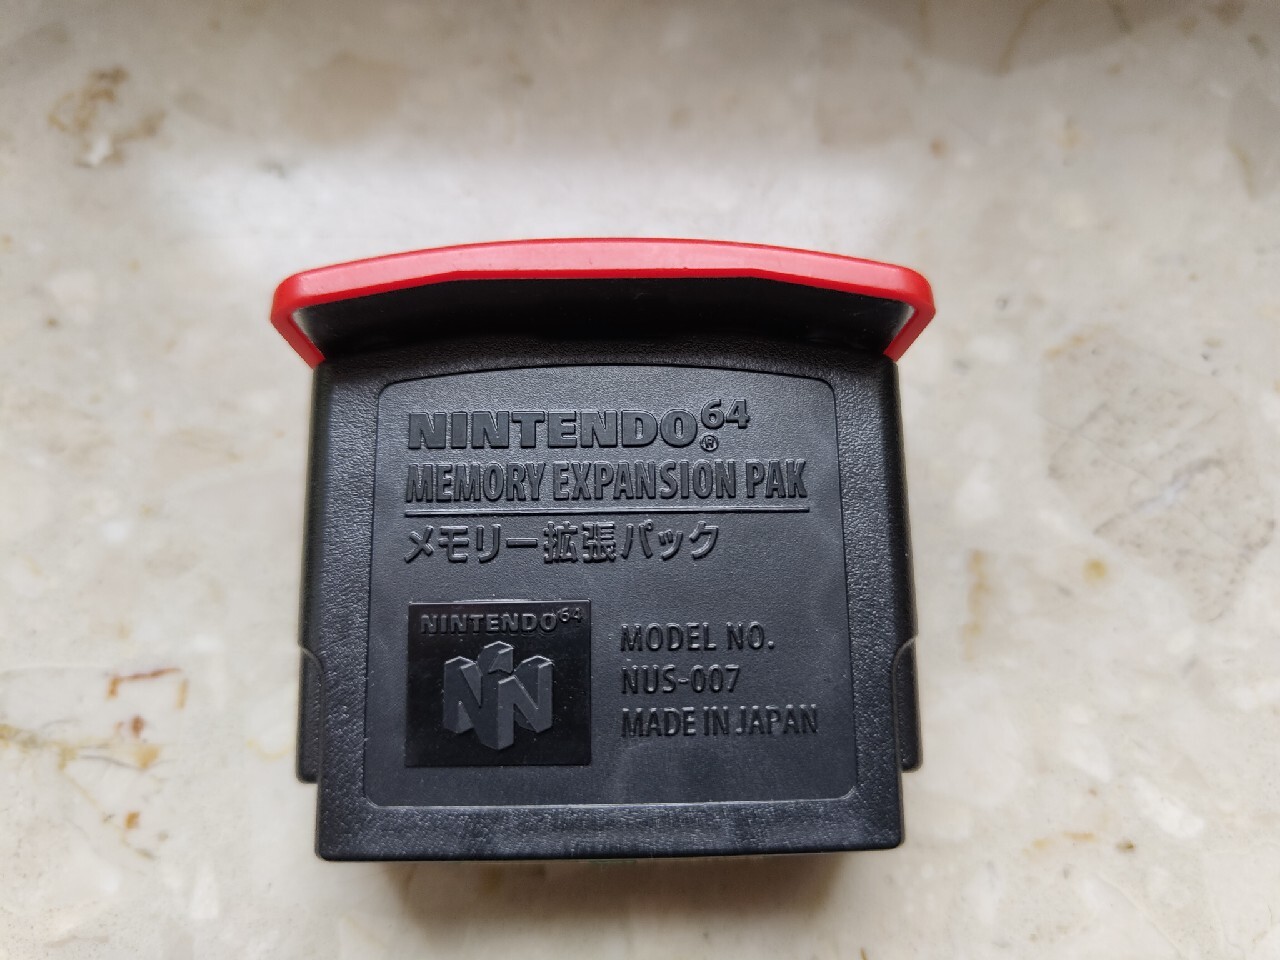 NINTENDO64®
MEMORY EXPANSION PAK
メモリー拡張パック
NINTENDO64
MODEL NO.
NUS-007
MADE IN JAPAN